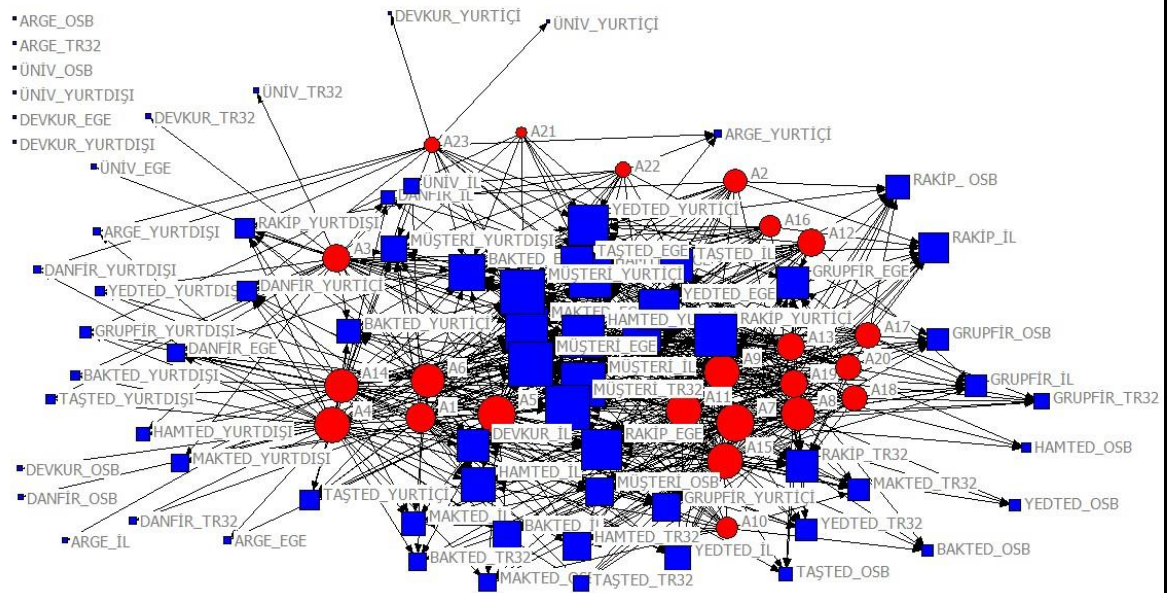 ARGE_OSB
ARGE_TR32
ÜNİV_OSB
ÜNİV_YURTDIŞI
DEVKUR_EGE
DEVKUR_YURTDIŞI
DEVKUR_YURTİÇİ
ÜNİV_YURTİÇİ
ÜNİV_TR32
DEVKUR_TR32
A21
ARGE_YURTİÇİ
A23
ÜNİV_EGE
A22
A2
RAKİP_ OSB
ÜNİV_İL
DANFİR_İL
YEDTED_YURTİÇİ
A16
RAKİP_YURTDIŞI
ARGE_YURTDIŞI
MÜŞTERİ_YURTDIŞI
A12
RAKİP_İL
A3
TAŞTED_EGE
TAŞTED_İL
BAKTED_E
DANFİR_YURTDIŞI
MÜŞTERİ_YURTİÇİ
GRUPFİR_EGE
YEDTED_YURTDIŞ
DANFİR_YURTİÇİ
YEDTED_EGE
MAKTED_EGE
HAMTED_YU
RAKİP_YURTİÇİ
GRUPFİR_YURTDIŞI
BAKTED_YURTİÇİ
A17
GRUPFİR_OSB
A13
MÜŞTERİ_EGE
DANFİR_EGE
A9
A20
MÜŞTERİ_İL
BAKTED_YURTDIŞI
A14
A6
A19
GRUPFİR_İL
MÜŞTERİ_TR32
A18
TAŞTED_YURTDIŞI
A11
GRUPFİR_TR32
A4
A1
A5
A7
A8
HAMTED_YURTDIŞI
DEVKUR_İL
RAKİP_EGE
A15
HAMTED_OSB
MAKTED_YURTDIŞI
RAKİP_TR32
DEVKUR_OSB
HAMTED_İL
MÜŞTERİ_OSB
MAKTED_TR32
DANFİR_OSB
TAŞTED_YURTİÇİ
GRUPFİR_YURTİÇİ
YEDTED_OSB
DANFİR_TR32
MAKTED_İL
BAKTED_İL
A10
YEDTED_TR32
ARGE_İL
ARGE_EGE
HAMTED_TR32
YEDTED_İL
BAKTED_OSB
BAKTED_TR32
TAŞTED_OSB
MAKTED_OS
TAŞTED_TR32